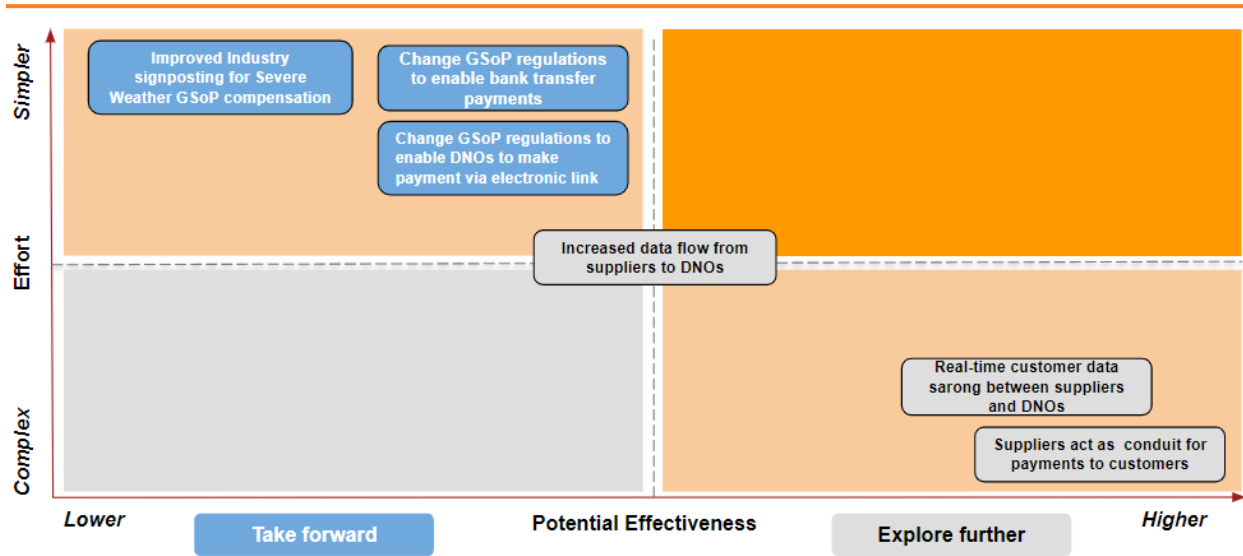 Simpler
Effort
Complex
Improved Industry
signposting for Severe
Weather GSoP compensation
Change GSoP regulations
to enable bank transfer
payments
Change GSoP regulations to
enable DNOs to make
payment via electronic link
Increased data flow from
suppliers to DNOs
Real-time customer data
sarong between suppliers
and DNOs
Suppliers act as conduit for
payments to customers
Lower
Potential Effectiveness
Higher
Take forward
Explore further